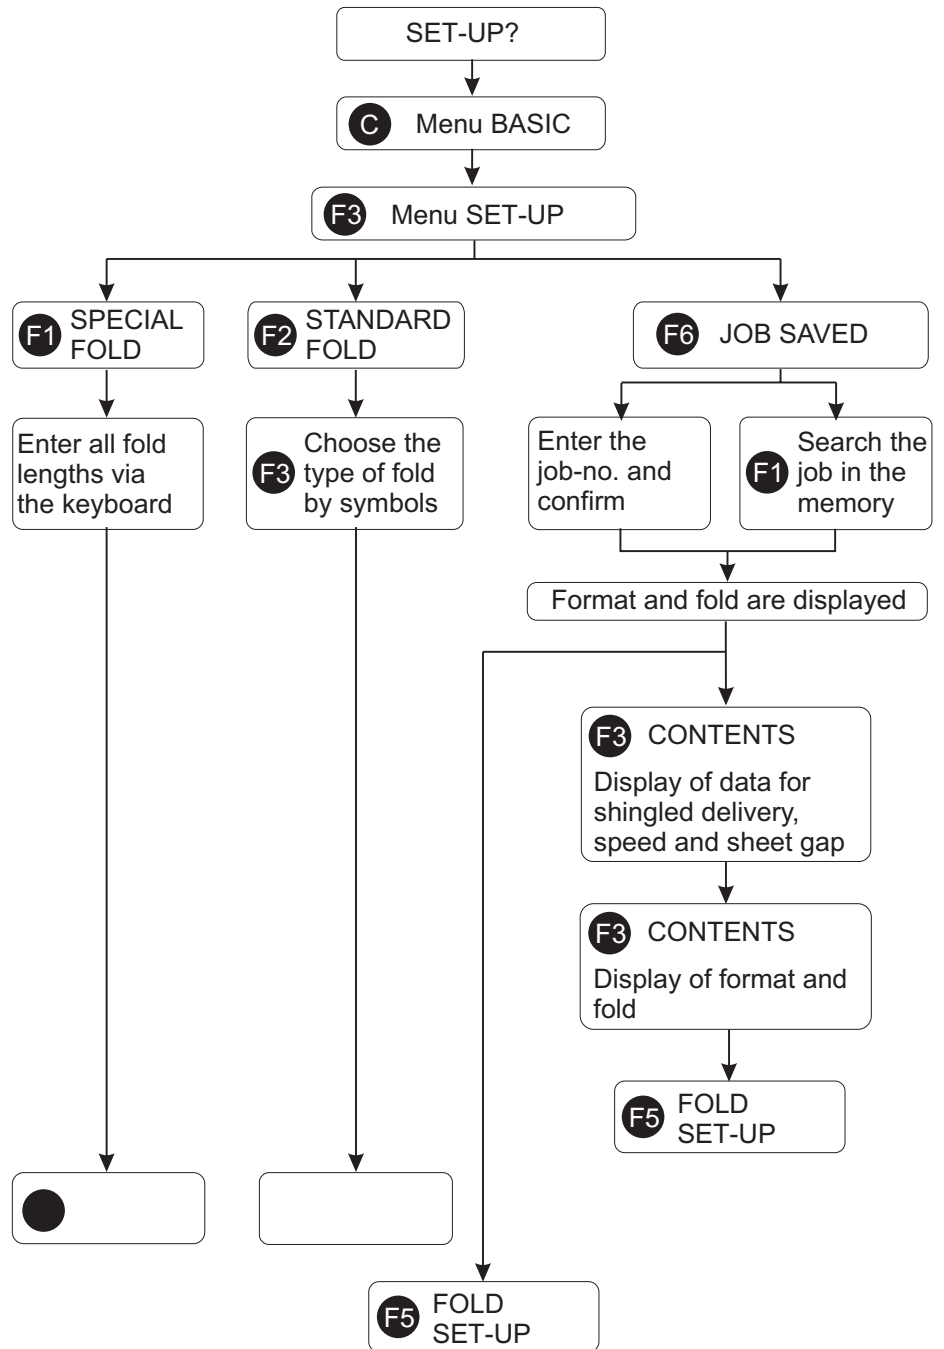 SET-UP?
C Menu BASIC
F3 Menu SET-UP
F1 SPECIAL
FOLD
F2 STANDARD
FOLD
F6 JOB SAVED
Enter all fold
lengths via
the keyboard
F3 Choose the
type of fold
by symbols
Enter the
job-no. and
confirm
F1 Search the
job in the
memory
Format and fold are displayed
F3 CONTENTS
Display of data for
shingled delivery,
speed and sheet gap
F3 CONTENTS
Display of format and
fold
F5 FOLD
SET-UP
F5 FOLD
SET-UP